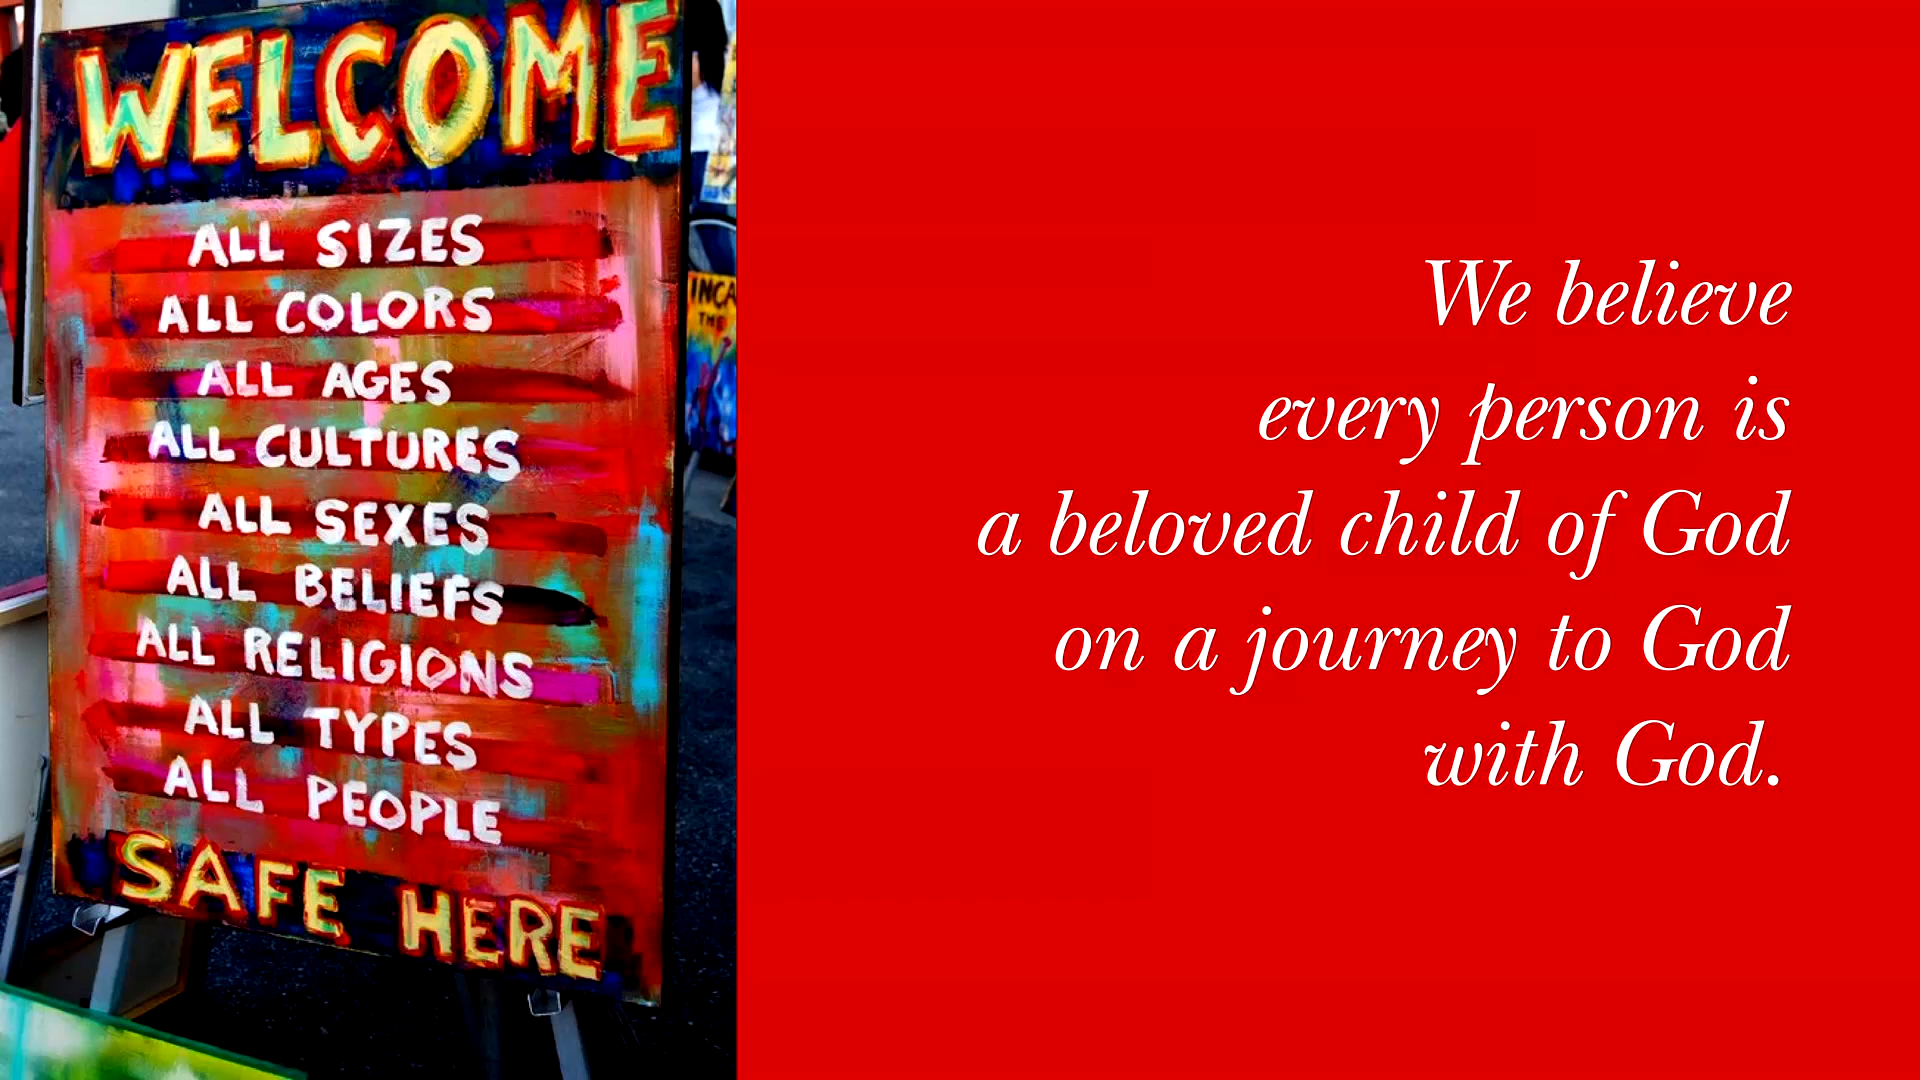 WELCOME
ALL SIZES
ALL COLORS
ALL AGES
ALL CULTURES
ALL SEXES
ALL BELIEFS
ALL RELIGIONS
ALL TYPES
ALL PEOPLE
SAFE HERE
THE
We believe
every person is
a beloved child of God
on a journey to God
with God.